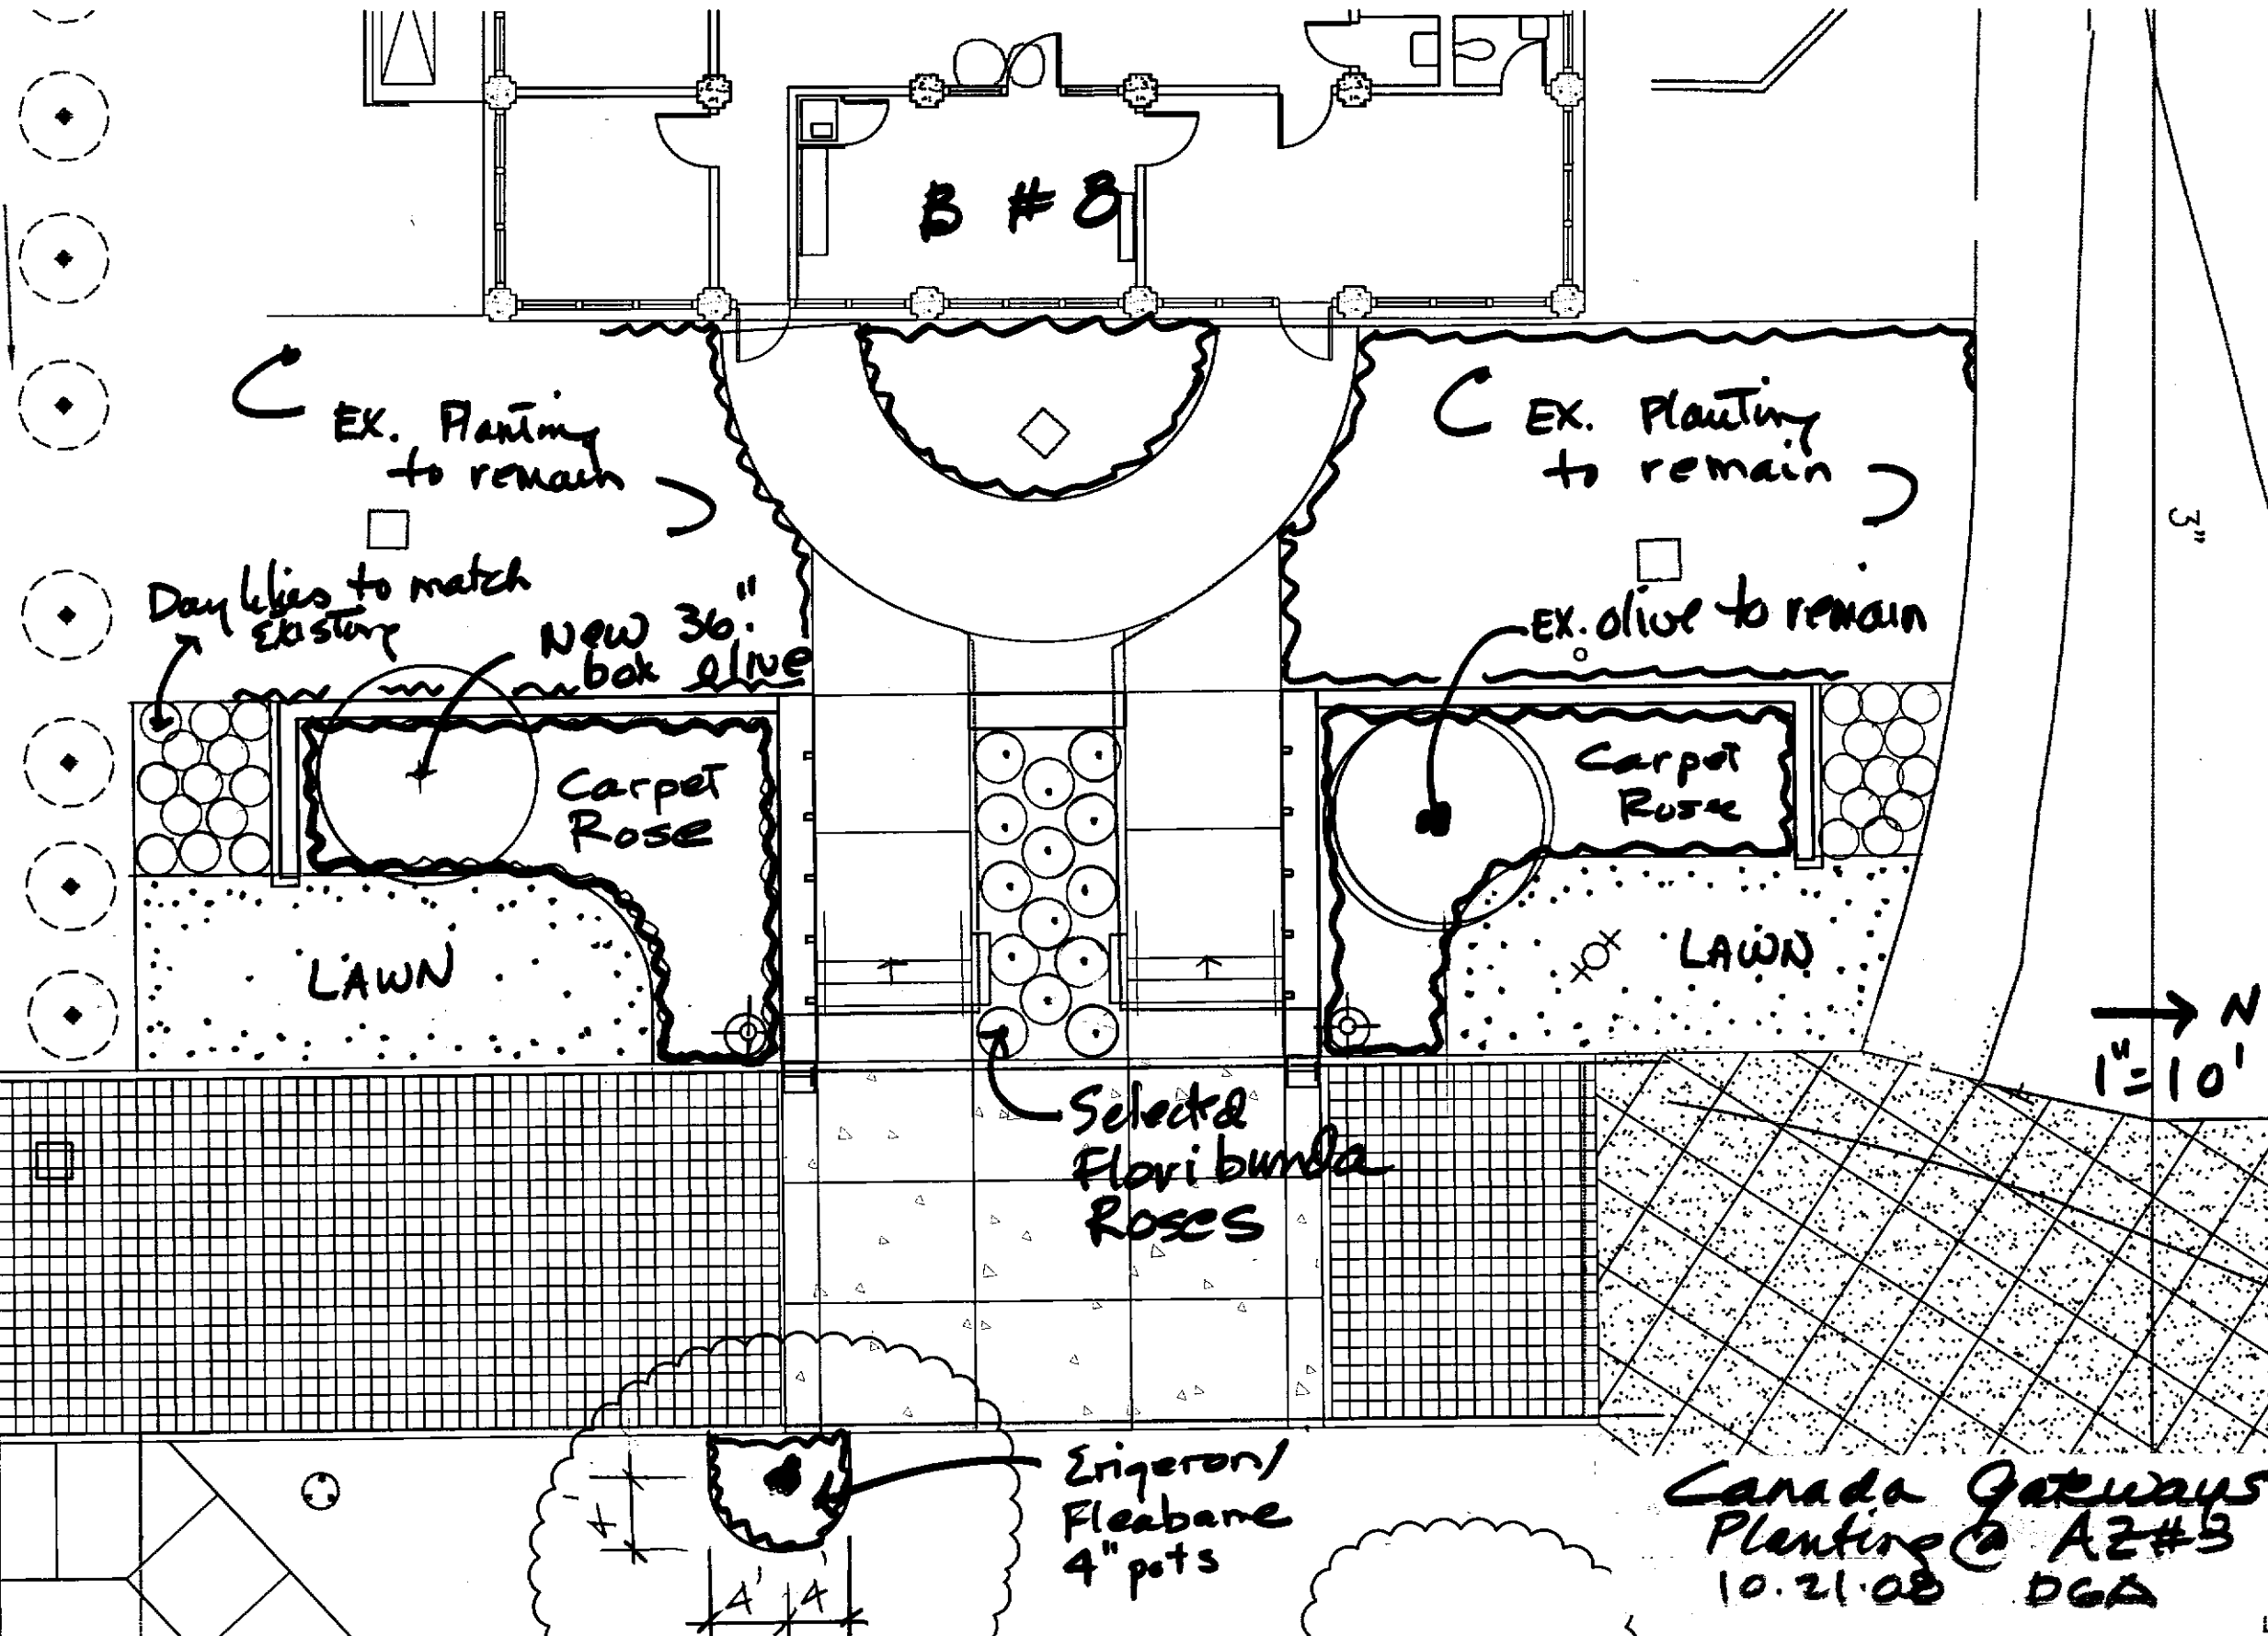 B #8
EX. Planting
to remain
EX. Planting
to remain
3"
Day lilies to match
Existing
New 36"
box olive
EX. olive to remain
Carpet
Rose
Carpet
Rose
LAWN
LAWN
N
1"=10'
Selected
Floribunda
Roses
Erigeron/
Fleabane
4" pots
4'
4' 4'
Canada Gateways
Planting @ AZ#3
10.21.08 DGA